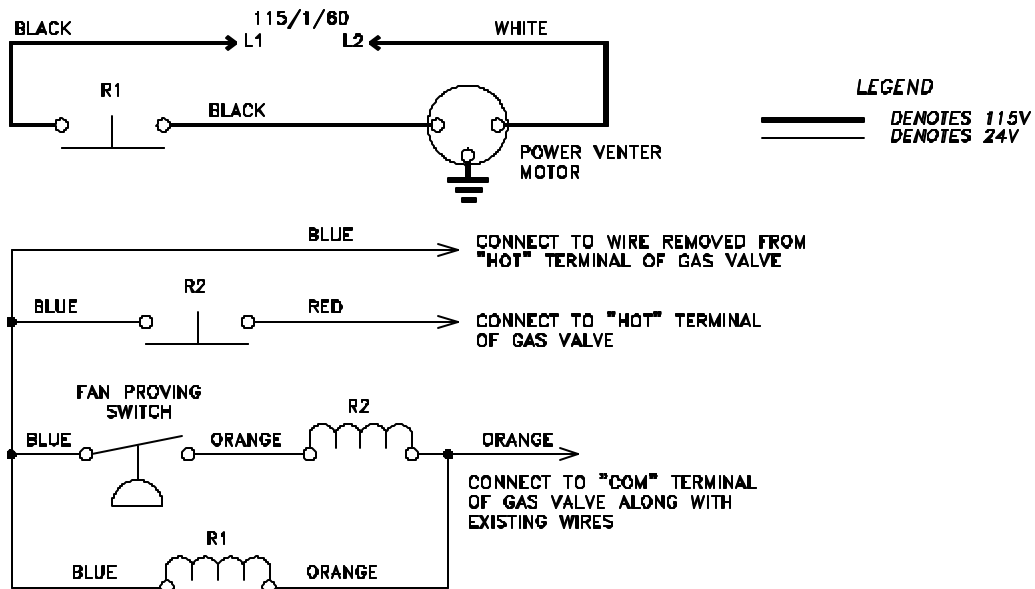 BLACK
115/1/60
L1
L2
WHITE
R1
BLACK
POWER VENTER
MOTOR
LEGEND
DENOTES 115V
DENOTES 24V
BLUE
CONNECT TO WIRE REMOVED FROM
"HOT" TERMINAL OF GAS VALVE
BLUE
R2
RED
CONNECT TO "HOT" TERMINAL
OF GAS VALVE
FAN PROVING
SWITCH
BLUE
ORANGE
R2
ORANGE
CONNECT TO "COM" TERMINAL
OF GAS VALVE ALONG WITH
EXISTING WIRES
BLUE
R1
ORANGE